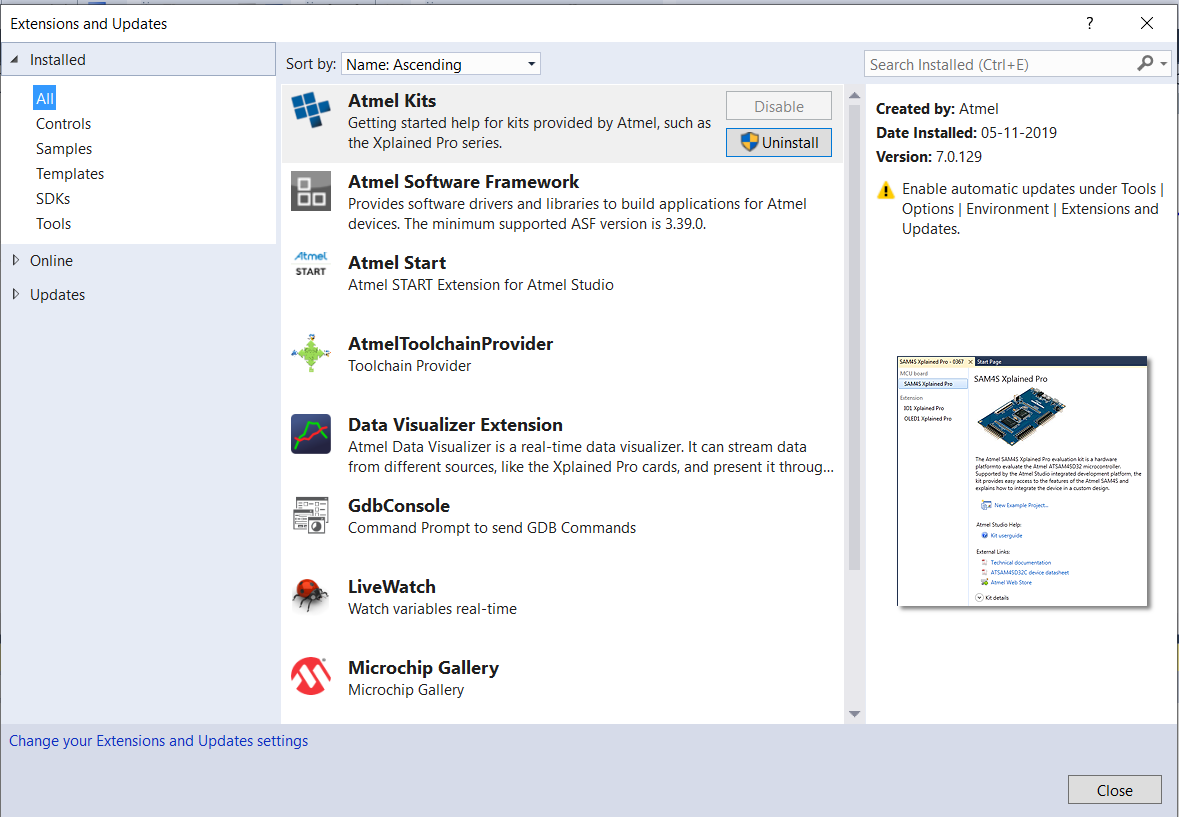 Extensions and Updates
?
Installed
All
Controls
Samples
Templates
SDKs
Tools
Online
Updates
Sort by: Name: Ascending
Atmel Kits
Getting started help for kits provided by Atmel, such as
the Xplained Pro series.
Disable
Uninstall
Atmel Software Framework
Provides software drivers and libraries to build applications for Atmel
devices. The minimum supported ASF version is 3.39.0.
Atmel
START
Atmel Start
Atmel START Extension for Atmel Studio
AtmelToolchainProvider
Toolchain Provider
Data Visualizer Extension
Atmel Data Visualizer is a real-time data visualizer. It can stream data
from different sources, like the Xplained Pro cards, and present it throug...
GdbConsole
Command Prompt to send GDB Commands
LiveWatch
Watch variables real-time
Microchip Gallery
Microchip Gallery
Search Installed (Ctrl+E)
Created by: Atmel
Date Installed: 05-11-2019
Version: 7.0.129
Enable automatic updates under Tools |
Options | Environment | Extensions and
Updates.
SAM4S Xplained Pro - 0367
Start Page
MCU board
SAM4S Xplained Pro
Extension
IO1 Xplained Pro
OLED1 Xplained Pro
SAM4S Xplained Pro
The Atmel SAM4S Xplained Pro evaluation kit is a hardware
platformto evaluate the Atmel ATSAM4SD32 microcontroller.
Supported by the Atmel Studio integrated development platform, the
kit provides easy access to the features of the Atmel SAM4S and
explains how to integrate the device in a custom design.
New Example Project...
Atmel Studio Help:
Kit userguide
External Links:
Technical documentation
ATSAM4SD32C device datasheet
Atmel Web Store
Kit details
Change your Extensions and Updates settings
Close